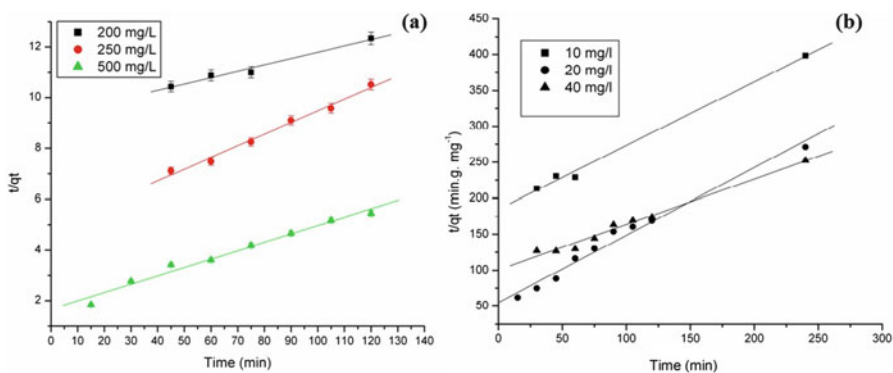 (a)
200 mg/L
250 mg/L
500 mg/L
t/qt
12
10
8
6
4
2
0 10 20 30 40 50 60 70 80 90 100 110 120 130 140
Time (min)
(b)
10 mg/l
20 mg/l
40 mg/l
t/qt (min.g. mg⁻¹)
450
400
350
300
250
200
150
100
50
0 50 100 150 200 250 300
Time (min)